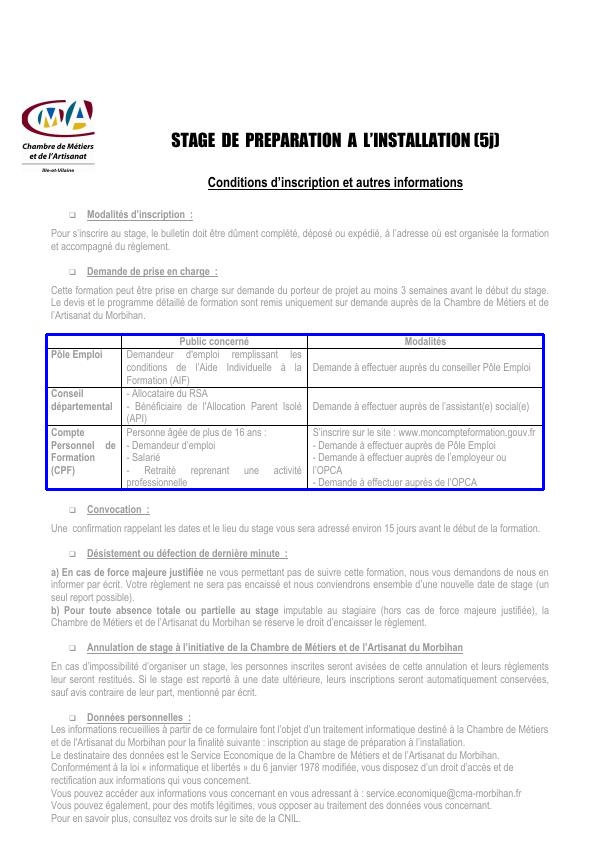 CMA
Chambre de Métiers
et de l'Artisanat
Ille-et-Vilaine
STAGE DE PREPARATION A L'INSTALLATION (5j)
Conditions d'inscription et autres informations
❑ Modalités d'inscription :
Pour s'inscrire au stage, le bulletin doit être dûment complété, déposé ou expédié, à l'adresse où est organisée la formation
et accompagné du règlement.
❑ Demande de prise en charge :
Cette formation peut être prise en charge sur demande du porteur de projet au moins 3 semaines avant le début du stage.
Le devis et le programme détaillé de formation sont remis uniquement sur demande auprès de la Chambre de Métiers et de
l'Artisanat du Morbihan.
Public concerné
Modalités
Pôle Emploi
Demandeur d'emploi remplissant les
conditions de l'Aide Individuelle à la
Formation (AIF)
Demande à effectuer auprès du conseiller Pôle Emploi
Conseil
départemental
- Allocataire du RSA
- Bénéficiaire de l'Allocation Parent Isolé
(API)
Demande à effectuer auprès de l'assistant(e) social(e)
Compte
Personnel de
Formation
(CPF)
Personne âgée de plus de 16 ans :
- Demandeur d'emploi
- Salarié
- Retraité reprenant une activité
professionnelle
S'inscrire sur le site : www.moncompteformation.gouv.fr
- Demande à effectuer auprès de Pôle Emploi
- Demande à effectuer auprès de l'employeur ou
l'OPCA
- Demande à effectuer auprès de l'OPCA
❑ Convocation :
Une confirmation rappelant les dates et le lieu du stage vous sera adressé environ 15 jours avant le début de la formation.
❑ Désistement ou défection de dernière minute :
a) En cas de force majeure justifiée ne vous permettant pas de suivre cette formation, nous vous demandons de nous en
informer par écrit. Votre règlement ne sera pas encaissé et nous conviendrons ensemble d'une nouvelle date de stage (un
seul report possible).
b) Pour toute absence totale ou partielle au stage imputable au stagiaire (hors cas de force majeure justifiée), la
Chambre de Métiers et de l'Artisanat du Morbihan se réserve le droit d'encaisser le règlement.
❑ Annulation de stage à l'initiative de la Chambre de Métiers et de l'Artisanat du Morbihan
En cas d'impossibilité d'organiser un stage, les personnes inscrites seront avisées de cette annulation et leurs règlements
leur seront restitués. Si le stage est reporté à une date ultérieure, leurs inscriptions seront automatiquement conservées,
sauf avis contraire de leur part, mentionné par écrit.
❑ Données personnelles :
Les informations recueillies à partir de ce formulaire font l'objet d'un traitement informatique destiné à la Chambre de Métiers
et de l'Artisanat du Morbihan pour la finalité suivante : inscription au stage de préparation à l'installation.
Le destinataire des données est le Service Economique de la Chambre de Métiers et de l'Artisanat du Morbihan.
Conformément à la loi « informatique et libertés » du 6 janvier 1978 modifiée, vous disposez d'un droit d'accès et de
rectification aux informations qui vous concernent.
Vous pouvez accéder aux informations vous concernant en vous adressant à : service.economique@cma-morbihan.fr
Vous pouvez également, pour des motifs légitimes, vous opposer au traitement des données vous concernant.
Pour en savoir plus, consultez vos droits sur le site de la CNIL.